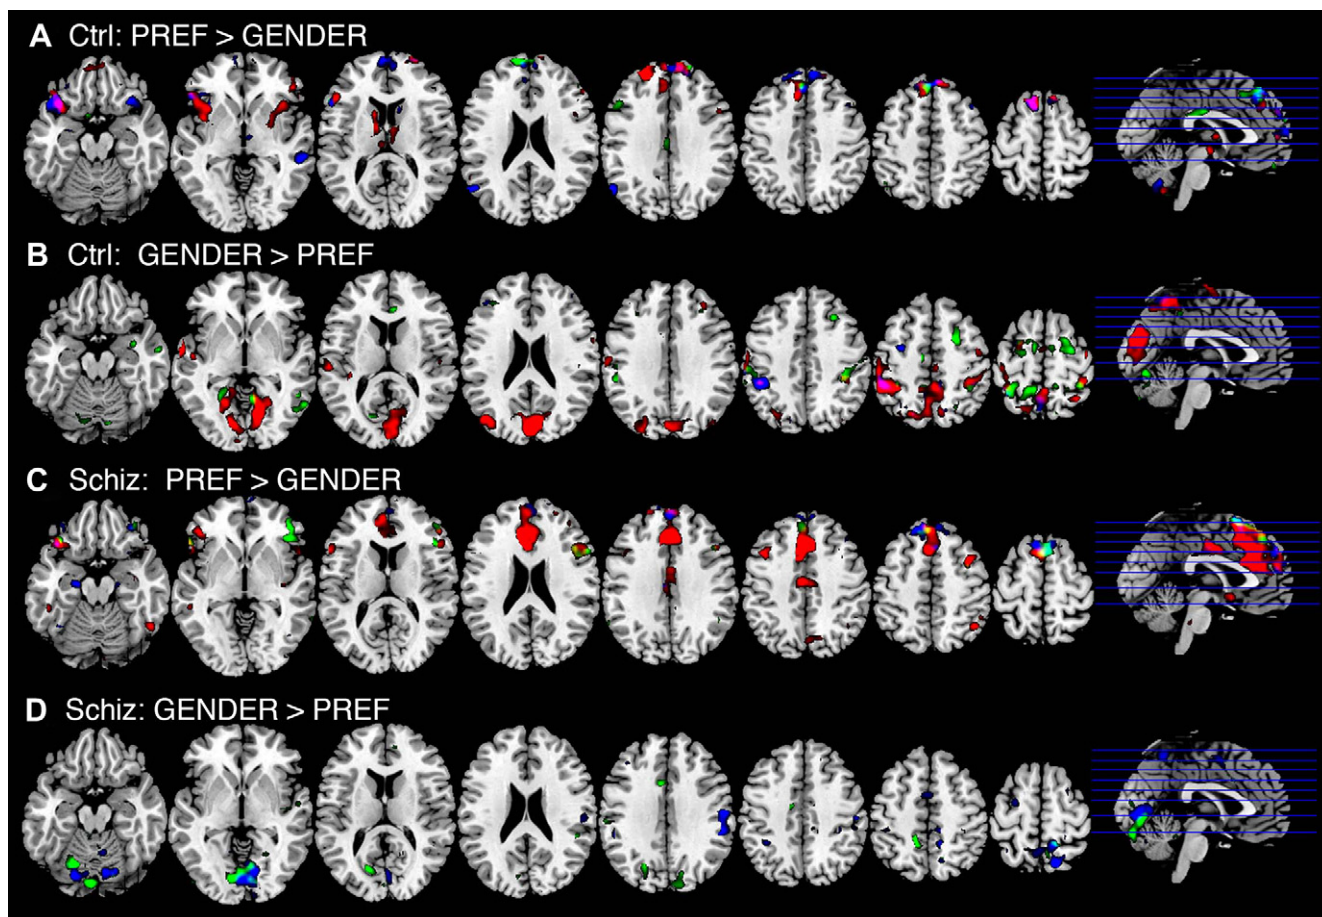 A Ctrl: PREF > GENDER
B Ctrl: GENDER > PREF
C Schiz: PREF > GENDER
D Schiz: GENDER > PREF